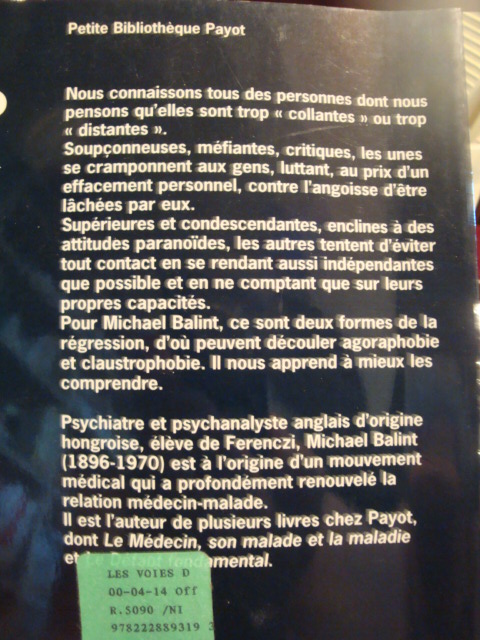 Petite Bibliothèque Payot
Nous connaissons tous des personnes dont nous
pensons qu'elles sont trop « collantes » ou trop
« distantes ».
Soupçonneuses, méfiantes, critiques, les unes
se cramponnent aux gens, luttant, au prix d'un
effacement personnel, contre l'angoisse d'être
lâchées par eux.
Supérieures et condescendantes, enclines à des
attitudes paranoïdes, les autres tentent d'éviter
tout contact en se rendant aussi indépendantes
que possible et en ne comptant que sur leurs
propres capacités.
Pour Michael Balint, ce sont deux formes de la
régression, d'où peuvent découler agoraphobie
et claustrophobie. Il nous apprend à mieux les
comprendre.
Psychiatre et psychanalyste anglais d'origine
hongroise, élève de Ferenczi, Michael Balint
(1896-1970) est à l'origine d'un mouvement
médical qui a profondément renouvelé la
relation médecin-malade.
Il est l'auteur de plusieurs livres chez Payot,
dont Le Médecin, son malade et la maladie
et Le Défaut fondamental.
LES VOIES D
00-04-14 Off
R.5090 /NI
978222889319 3